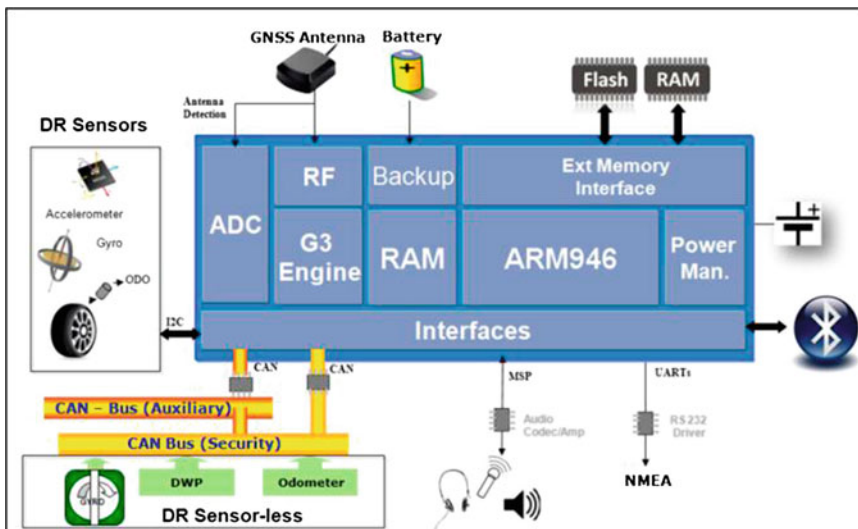 GNSS Antenna
Battery
Antenna
Detection
Flash
RAM
DR Sensors
Accelerometer
Gyro
ODO
I2C
ADC
RF
Backup
Ext Memory
Interface
G3
Engine
RAM
ARM946
Power
Man.
+
Interfaces
CAN
CAN
MSP
UARTs
CAN – Bus (Auxiliary)
CAN Bus (Security)
Audio
Codec/Amp
RS232
Driver
GYRO
DWP
Odometer
NMEA
DR Sensor-less